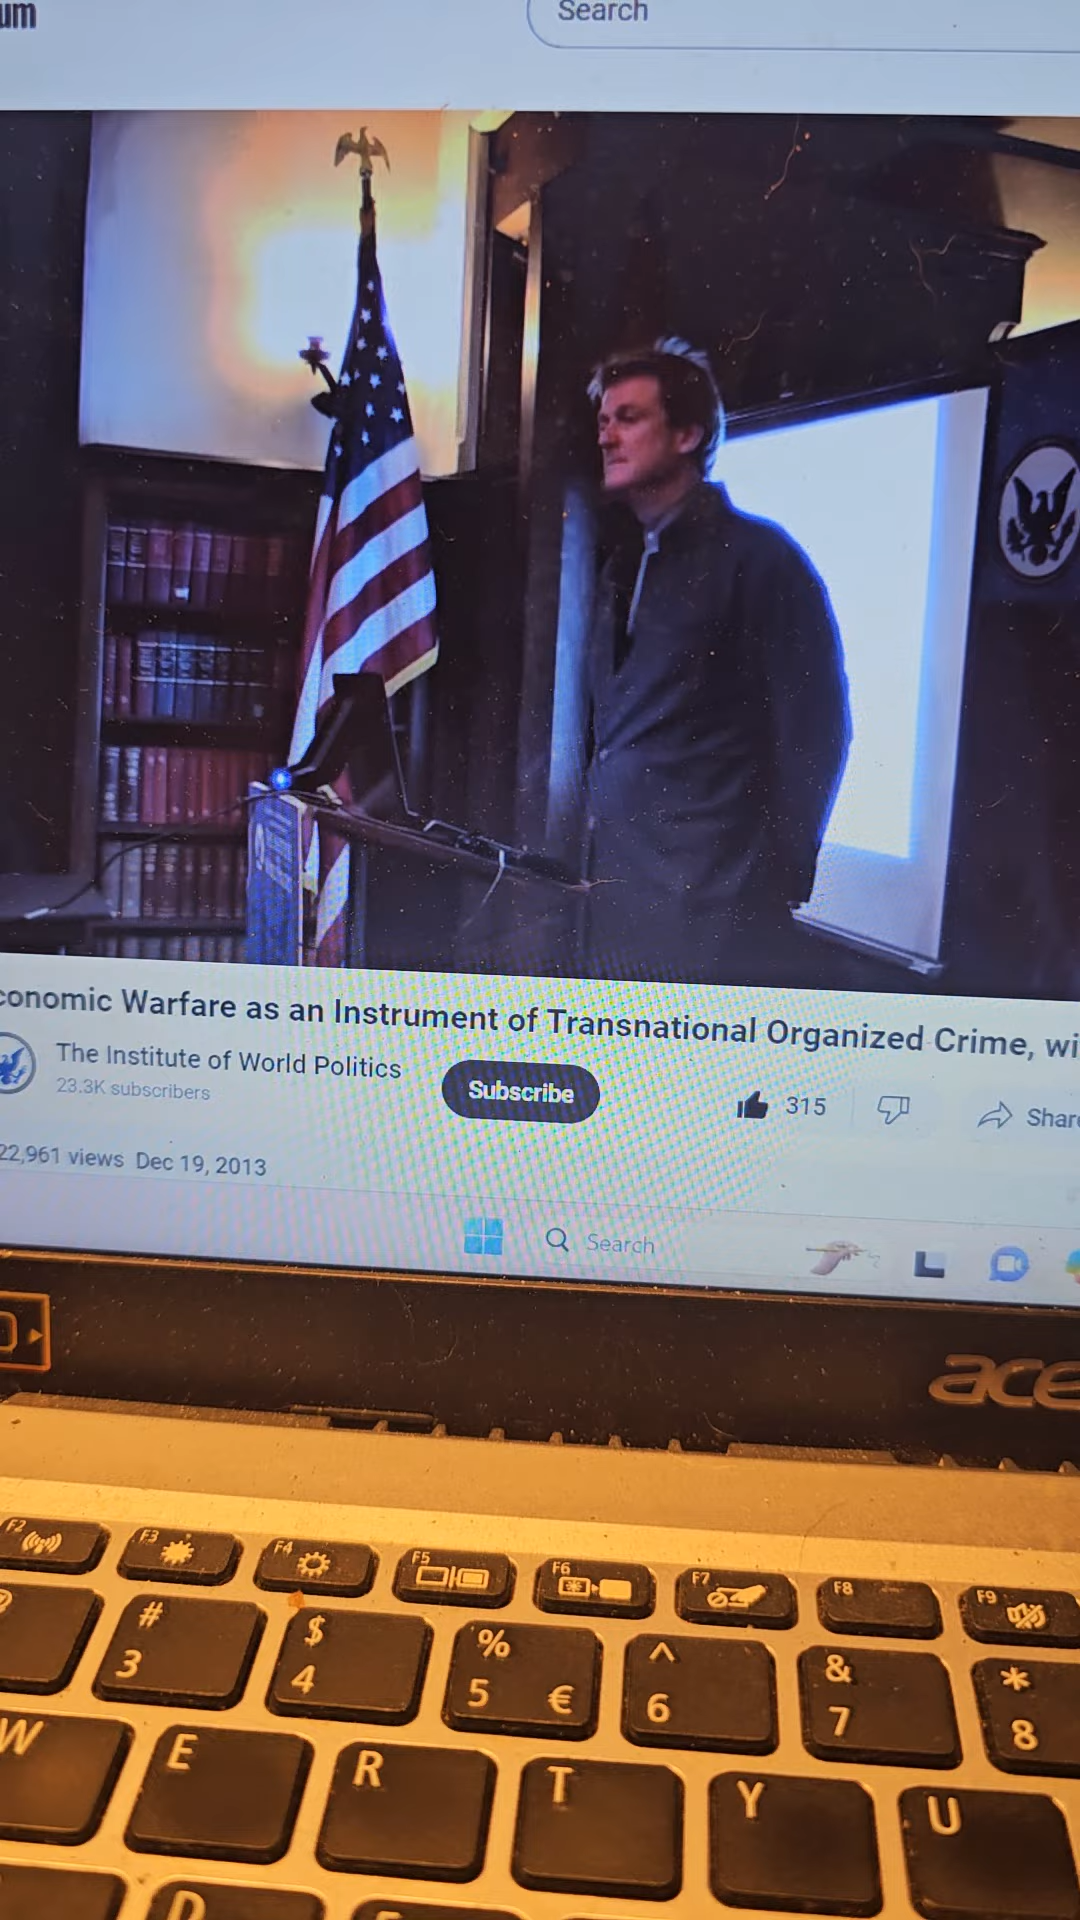 um
Search
conomic Warfare as an Instrument of Transnational Organized Crime, wi
The Institute of World Politics
23.3K subscribers
Subscribe
315
Share
22,961 views Dec 19, 2013
Search
ace
F2 F3 F4 F5 F6 F7 F8 F9
# $ % ^ & *
3 4 5 € 6 7 8
W E R T Y U
D